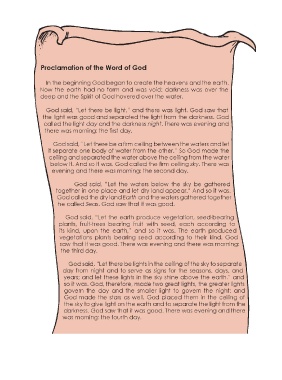 Proclamation of the Word of God
In the beginning God began to create the heavens and the earth.
Now the earth had no form and was void; darkness was over the
deep and the Spirit of God hovered over the water.
God said, "Let there be light," and there was light. God saw that
the light was good and separated the light from the darkness. God
called the light day and the darkness night. There was evening and
there was morning: the first day.
God said, "Let there be a firm ceiling between the waters and let
it separate one body of water from the other." So God made the
ceiling and separated the water above the ceiling from the water
below it. And so it was. God called the firm ceiling sky. There was
evening and there was morning: the second day.
God said, "Let the waters below the sky be gathered
together in one place and let dry land appear." And so it was.
God called the dry land Earth and the waters gathered together
he called Seas. God saw that it was good.
God said, "Let the earth produce vegetation, seed-bearing
plants, fruit-trees bearing fruit with seed, each according to
its kind, upon the earth," and so it was. The earth produced
vegetations plants bearing seed according to their kind. God
saw that it was good. There was evening and there was morning:
the third day.
God said, "Let there be lights in the ceiling of the sky to separate
day from night and to serve as signs for the seasons, days, and
years; and let these lights in the sky shine above the earth," and
so it was. God, therefore, made two great lights, the greater lights
govern the day and the smaller light to govern the night; and
God made the stars as well. God placed them in the ceiling of
the sky to give light on the earth and to separate the light from the
darkness. God saw that it was good. There was evening and there
was morning: the fourth day.